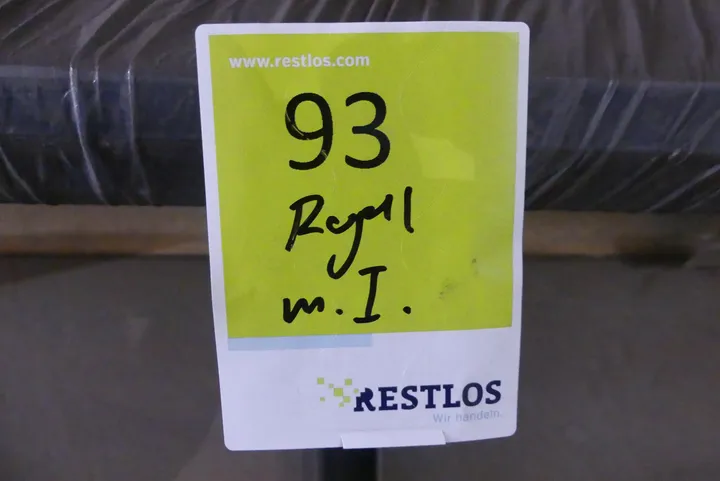 www.restlos.com
93
Regal
m. I.
RESTLOS
Wir handeln.